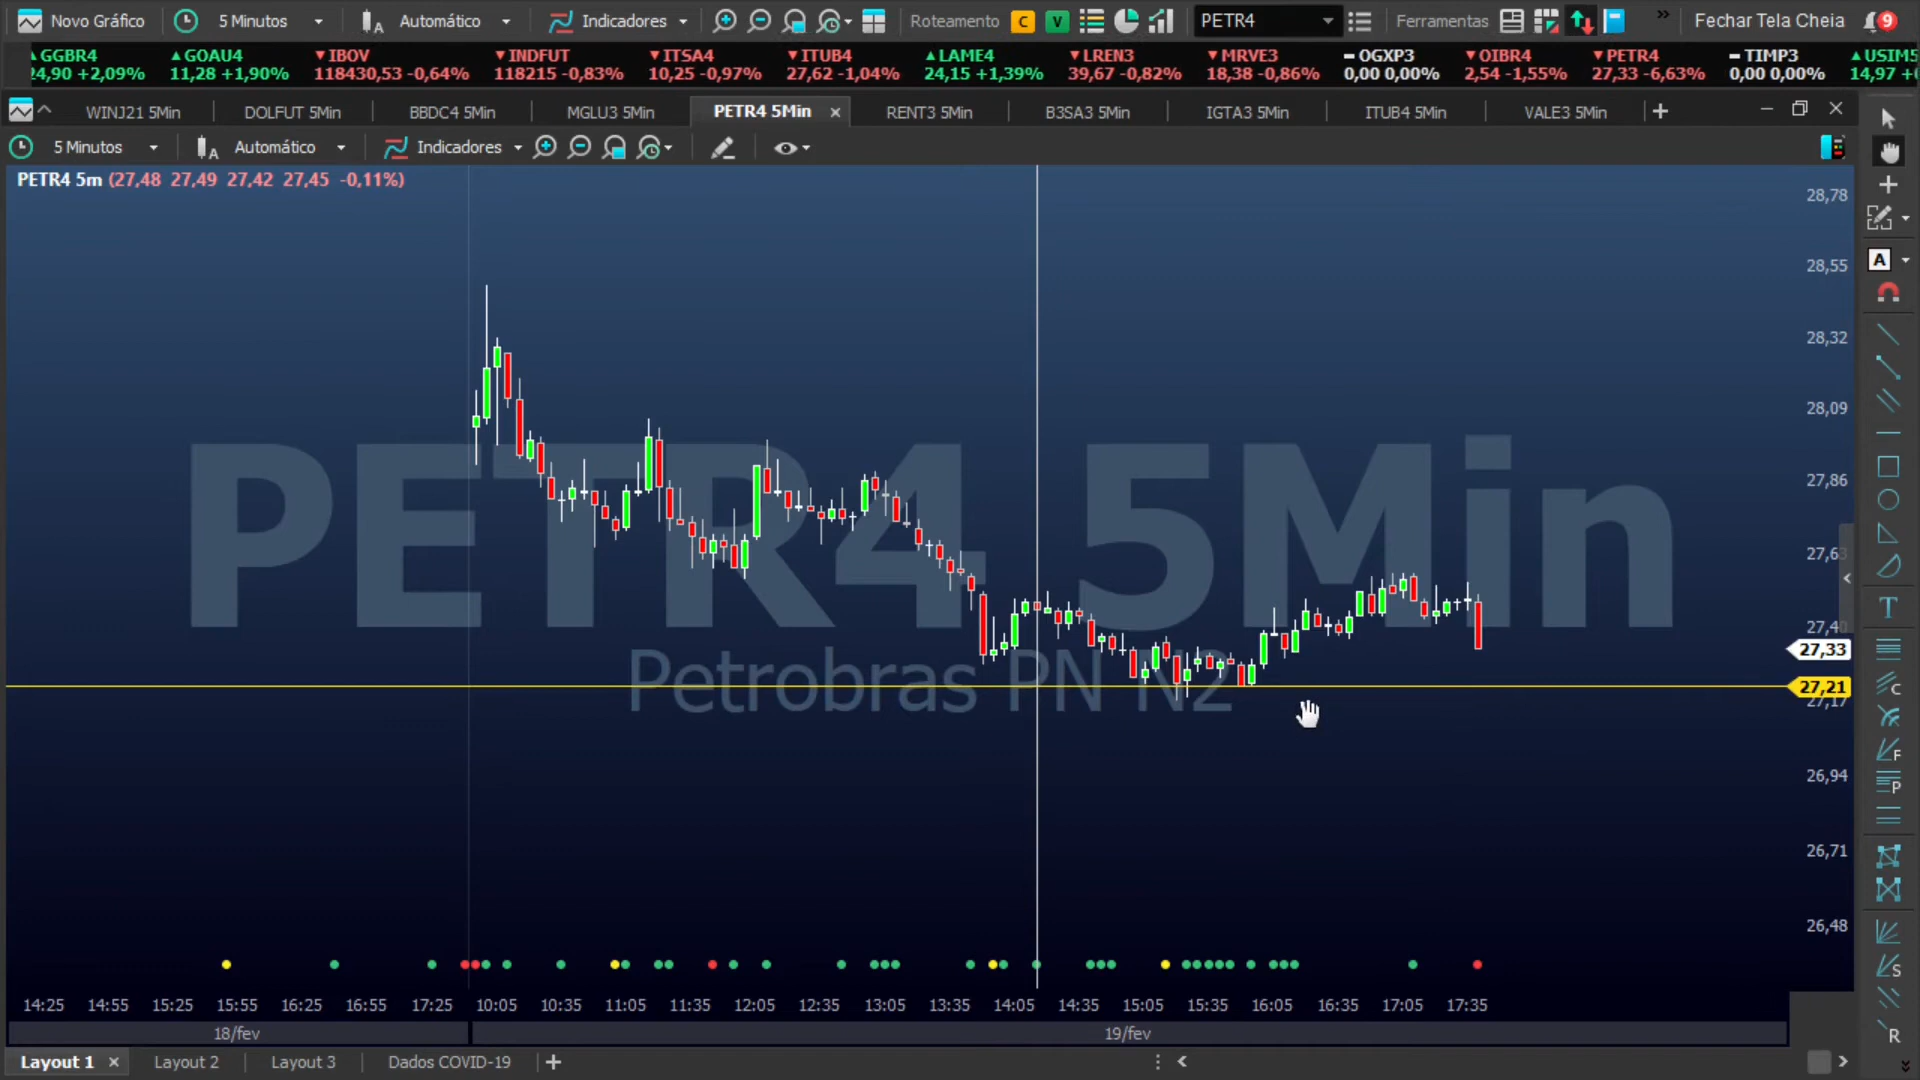 Novo Gráfico 5 Minutos Automático Indicadores Roteamento C V PETR4 Ferramentas Fechar Tela Cheia 9
GGBR4 GOAU4 IBOV INDFUT ITSA4 ITUB4 LAME4 LREN3 MRVE3 OGXP3 OIBR4 PETR4 TIMP3 USIM5
24,90 +2,09% 11,28 +1,90% 118430,53 -0,64% 118215 -0,83% 10,25 -0,97% 27,62 -1,04% 24,15 +1,39% 39,67 -0,82% 18,38 -0,86% 0,00 0,00% 2,54 -1,55% 27,33 -6,63% 0,00 0,00% 14,97
WINJ21 5Min DOLFUT 5Min BBDC4 5Min MGLU3 5Min PETR4 5Min RENT3 5Min B3SA3 5Min IGTA3 5Min ITUB4 5Min VALE3 5Min
5 Minutos Automático Indicadores
PETR4 5m (27,48 27,49 27,42 27,45 -0,11%)
28,78
28,55
28,32
28,09
27,86
27,63
27,40
27,33
27,21
27,17
26,94
26,71
26,48
PETR4 5Min
Petrobras PN N2
14:25 14:55 15:25 15:55 16:25 16:55 17:25 10:05 10:35 11:05 11:35 12:05 12:35 13:05 13:35 14:05 14:35 15:05 15:35 16:05 16:35 17:05 17:35
18/fev 19/fev
Layout 1 Layout 2 Layout 3 Dados COVID-19
A
T
C
F
P
S
R